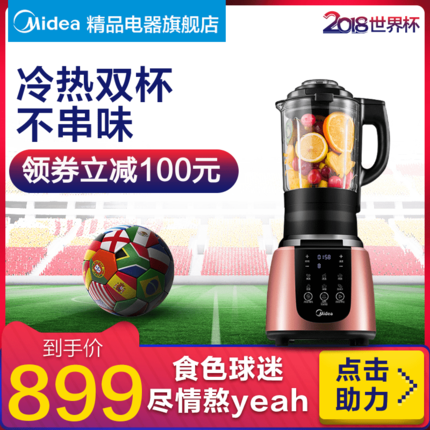 Midea 精品电器旗舰店
2018世界杯
冷热双杯
不串味
领券立减100元
0158
Midea
到手价
899
食色球迷
尽情熬yeah
点击
助力